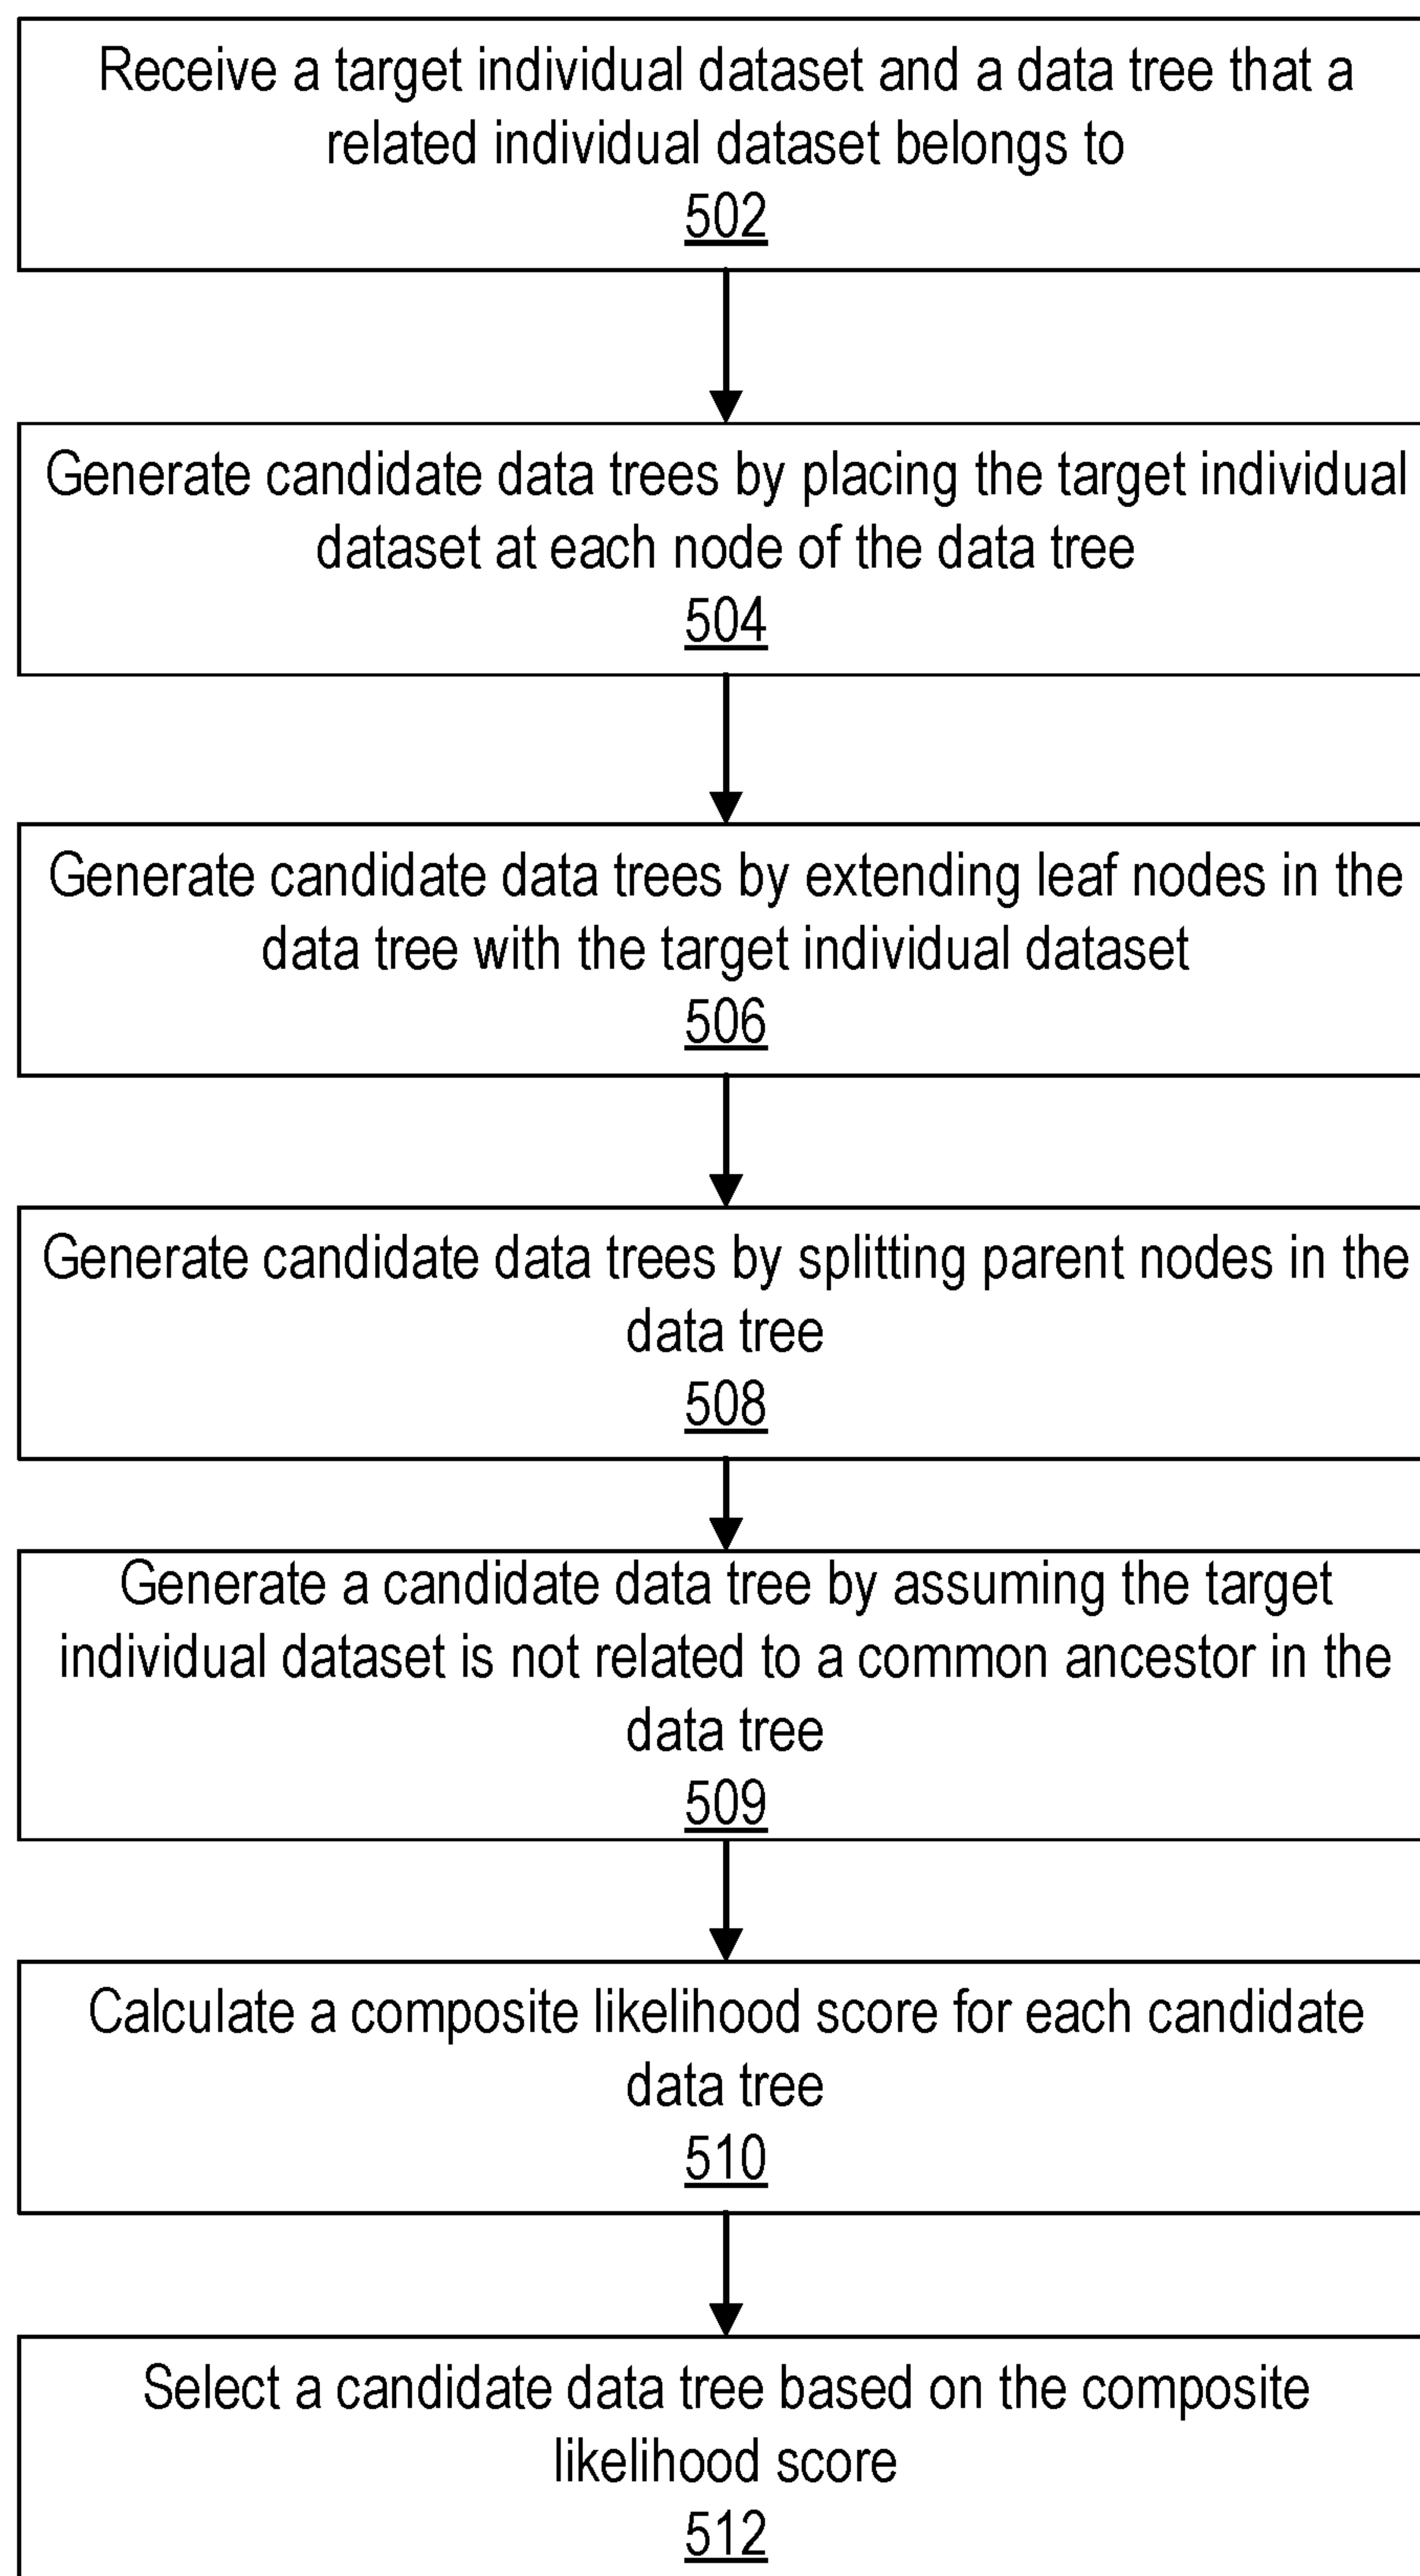 Receive a target individual dataset and a data tree that a
related individual dataset belongs to
502
Generate candidate data trees by placing the target individual
dataset at each node of the data tree
504
Generate candidate data trees by extending leaf nodes in the
data tree with the target individual dataset
506
Generate candidate data trees by splitting parent nodes in the
data tree
508
Generate a candidate data tree by assuming the target
individual dataset is not related to a common ancestor in the
data tree
509
Calculate a composite likelihood score for each candidate
data tree
510
Select a candidate data tree based on the composite
likelihood score
512